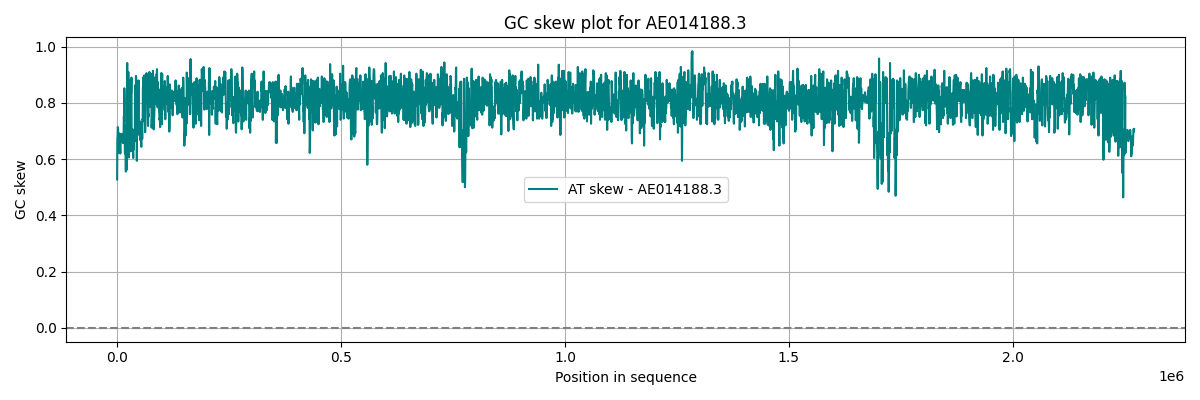 GC skew plot for AE014188.3
1.0
0.8
0.6
0.4
0.2
0.0
GC skew
AT skew - AE014188.3
0.0 0.5 1.0 1.5 2.0
1e6
Position in sequence